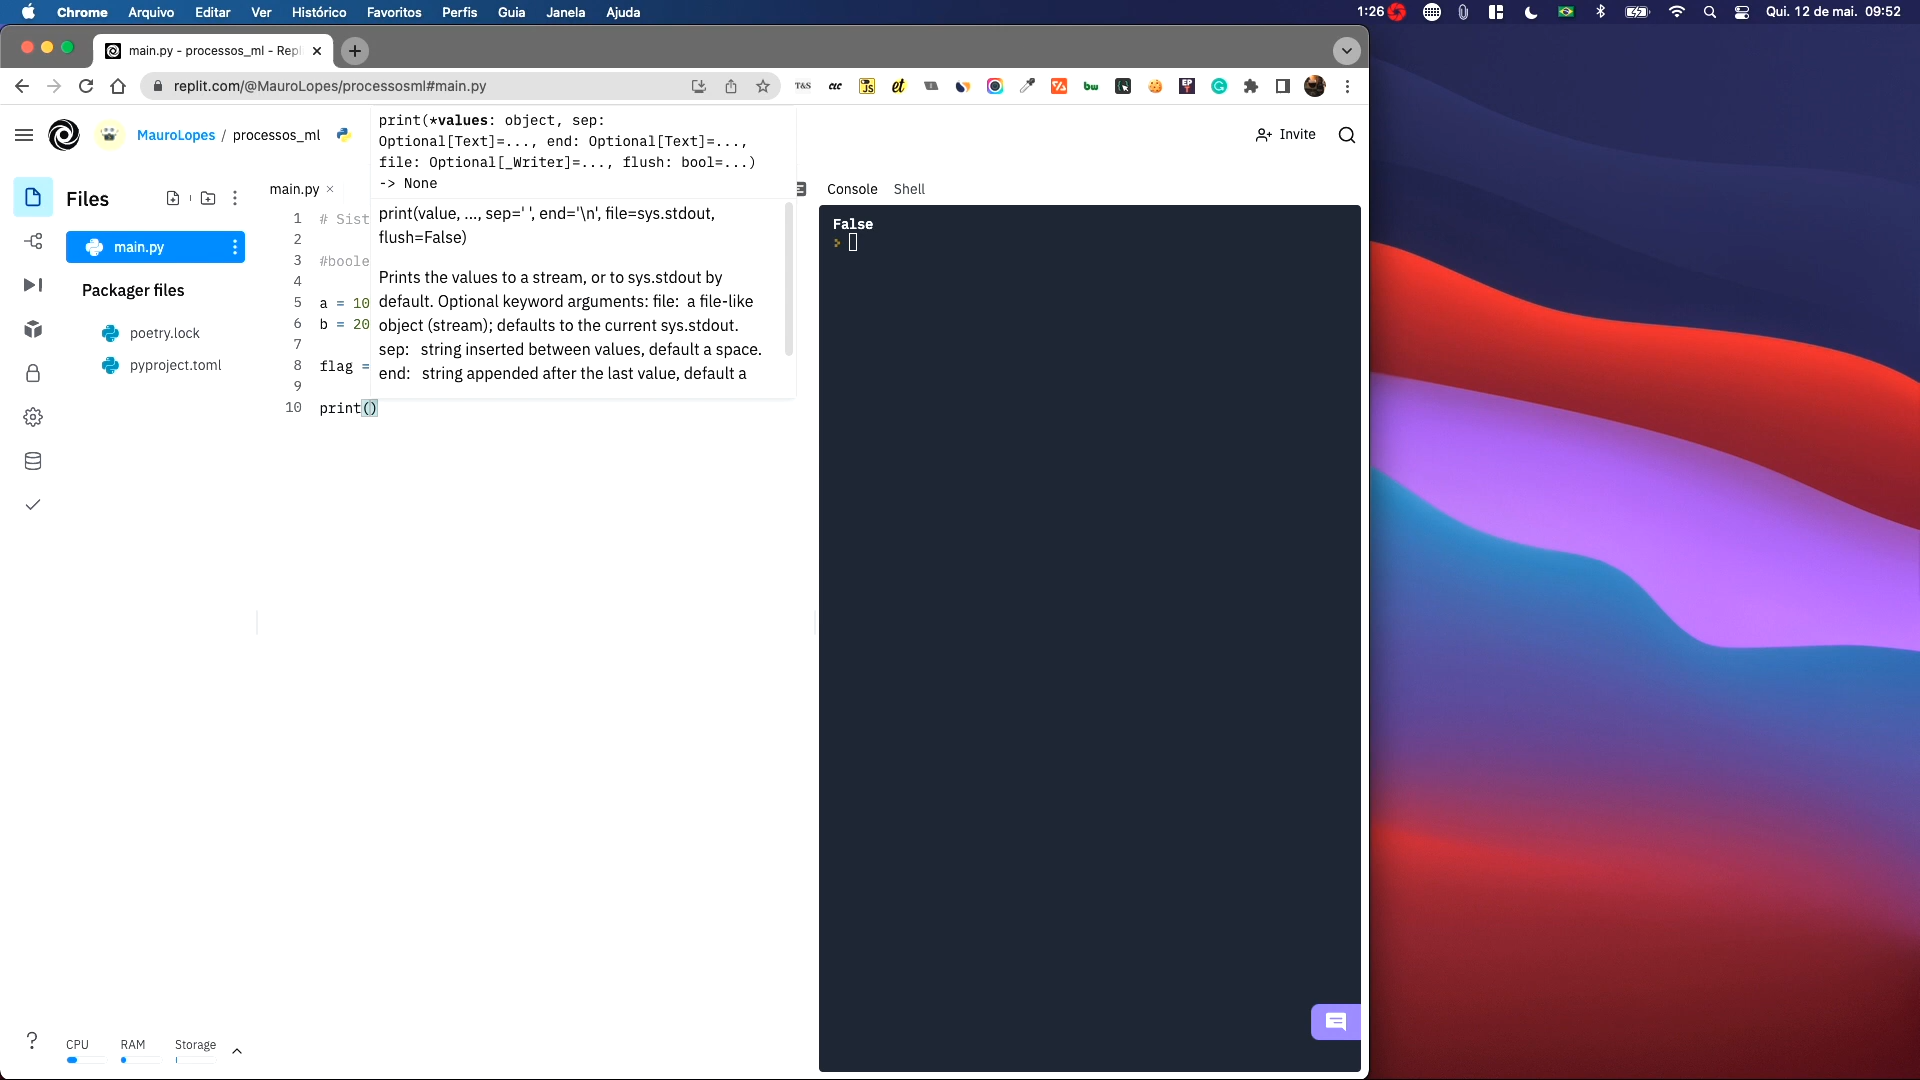 Chrome Arquivo Editar Ver Histórico Favoritos Perfis Guia Janela Ajuda 1:26 Qui. 12 de mai. 09:52
main.py - processos_ml - Repl
replit.com/@MauroLopes/processosml#main.py
MauroLopes / processos_ml
Invite
Files
main.py
Packager files
poetry.lock
pyproject.toml
main.py
1 # Sist
2
3 #boole
4
5 a = 10
6 b = 20
7
8 flag =
9
10 print()
print(*values: object, sep:
Optional[Text]=..., end: Optional[Text]=...,
file: Optional[_Writer]=..., flush: bool=...)
-> None
print(value, ..., sep=' ', end='\n', file=sys.stdout,
flush=False)
Prints the values to a stream, or to sys.stdout by
default. Optional keyword arguments: file: a file-like
object (stream); defaults to the current sys.stdout.
sep: string inserted between values, default a space.
end: string appended after the last value, default a
Console Shell
False
CPU RAM Storage